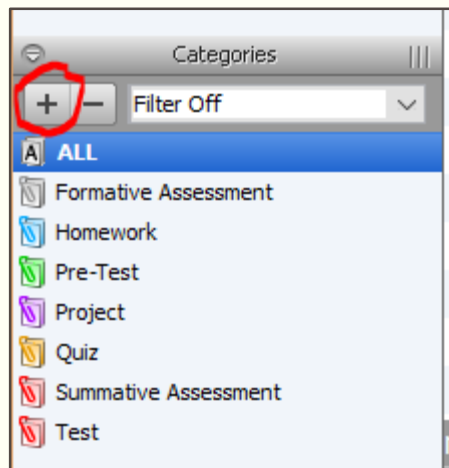 Categories
+ - Filter Off
A ALL
Formative Assessment
Homework
Pre-Test
Project
Quiz
Summative Assessment
Test